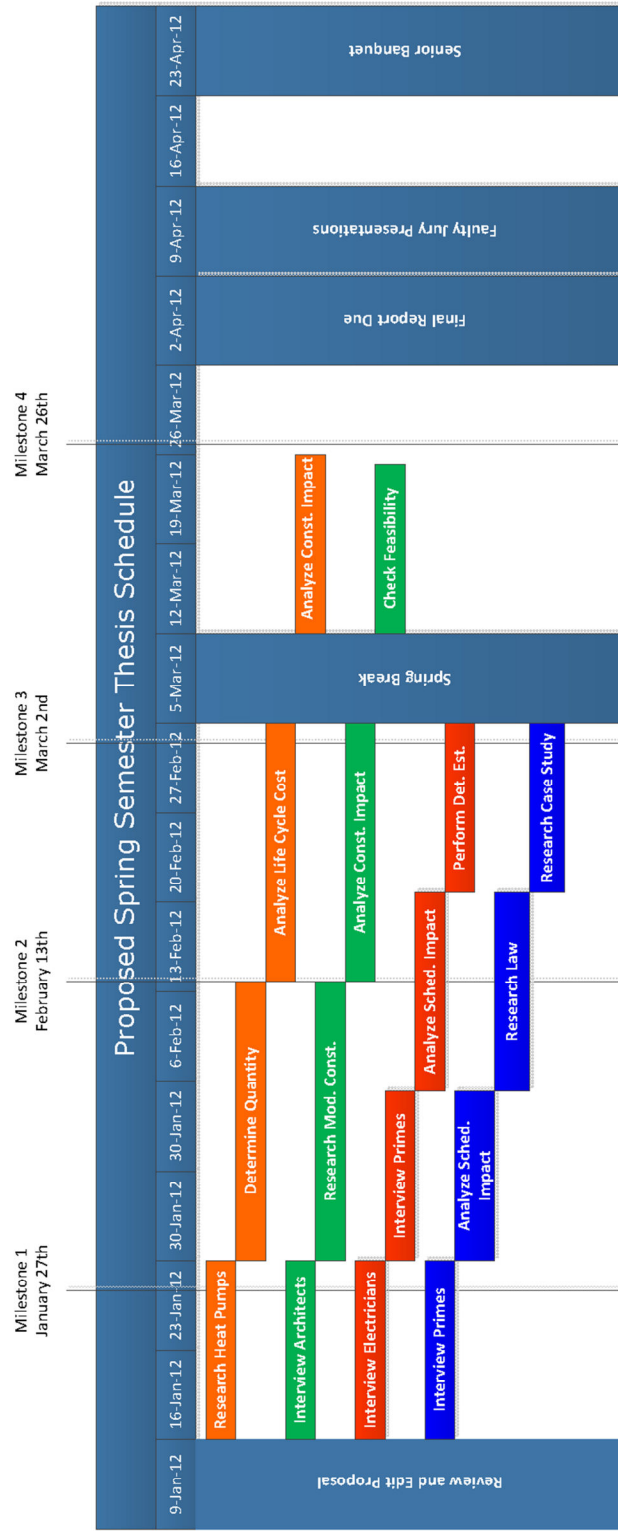 Milestone 1
January 27th
Milestone 2
February 13th
Milestone 3
March 2nd
Milestone 4
March 26th
Proposed Spring Semester Thesis Schedule
9-Jan-12
16-Jan-12
23-Jan-12
30-Jan-12
30-Jan-12
6-Feb-12
13-Feb-12
20-Feb-12
27-Feb-12
5-Mar-12
12-Mar-12
19-Mar-12
26-Mar-12
2-Apr-12
9-Apr-12
16-Apr-12
23-Apr-12
Review and Edit Proposal
Research Heat Pumps
Determine Quantity
Analyze Life Cycle Cost
Analyze Const. Impact
Interview Architects
Research Mod. Const.
Analyze Const. Impact
Check Feasibility
Interview Electricians
Interview Primes
Analyze Sched. Impact
Perform Det. Est.
Interview Primes
Analyze Sched.
Impact
Research Law
Research Case Study
Spring Break
Final Report Due
Faulty Jury Presentations
Senior Banquet